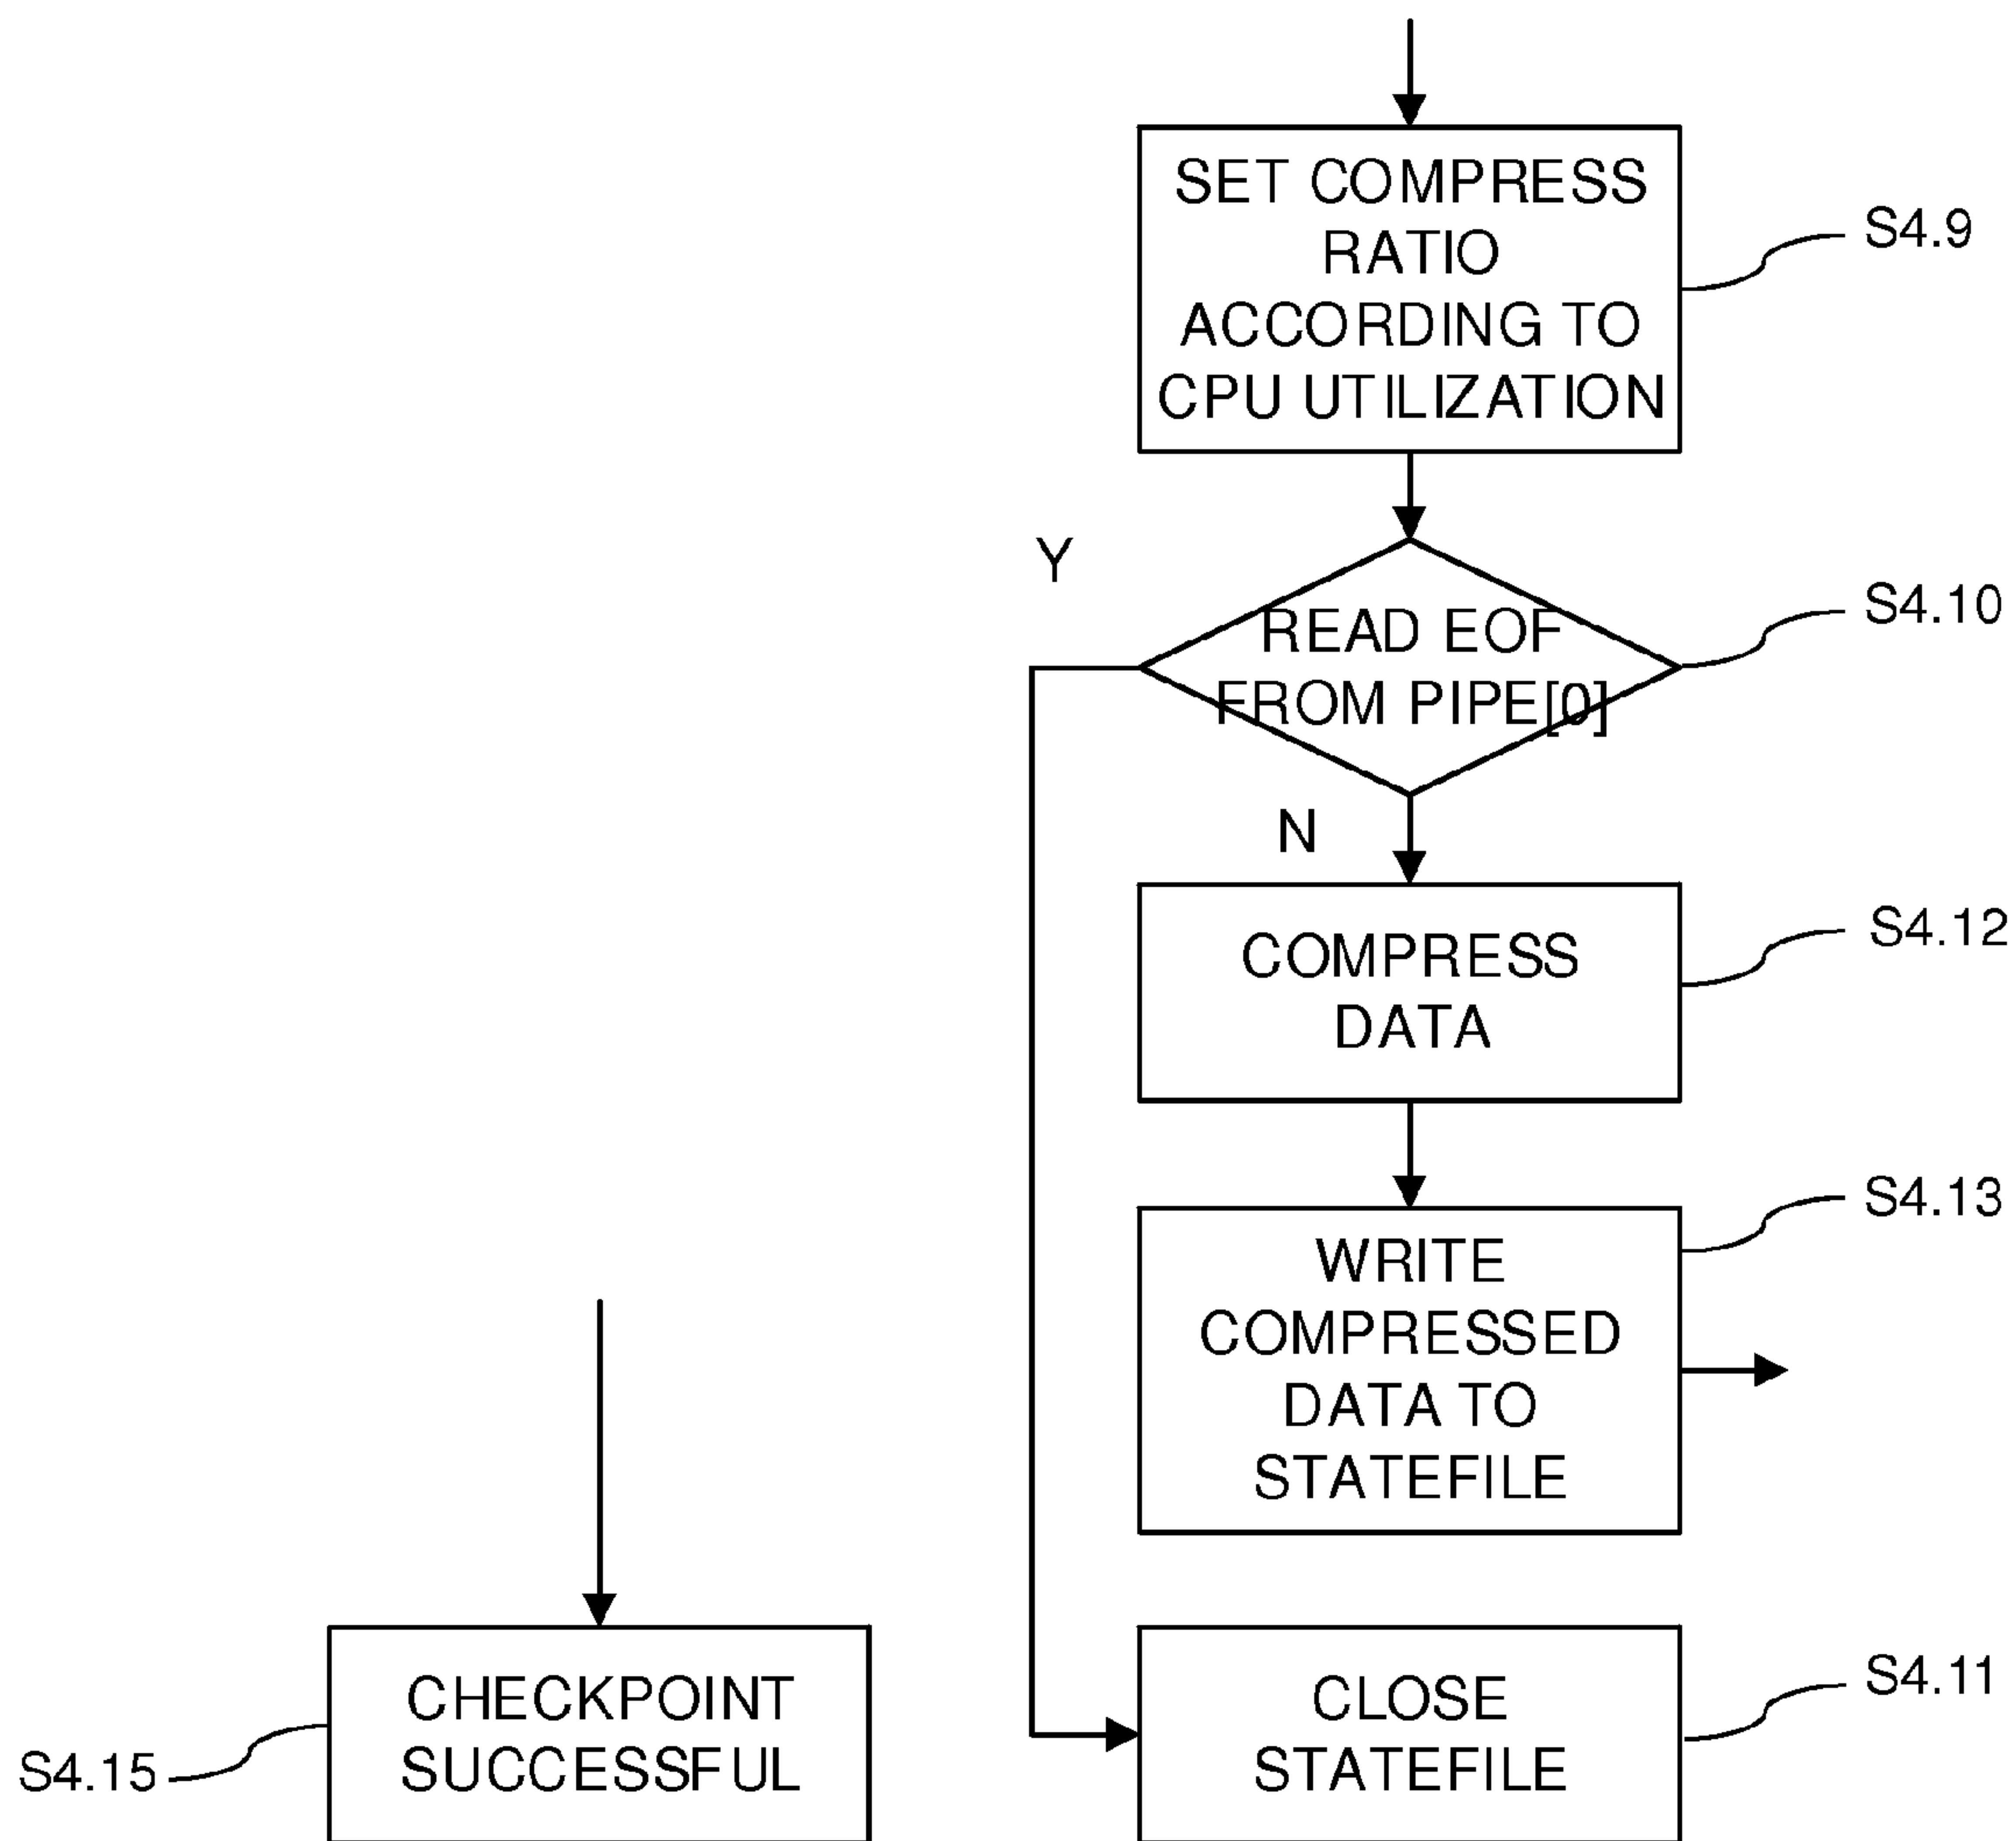 SET COMPRESS
RATIO
ACCORDING TO
CPU UTILIZATION
S4.9
Y
READ EOF
FROM PIPE[0]
S4.10
N
COMPRESS
DATA
S4.12
WRITE
COMPRESSED
DATA TO
STATEFILE
S4.13
CHECKPOINT
SUCCESSFUL
S4.15
CLOSE
STATEFILE
S4.11